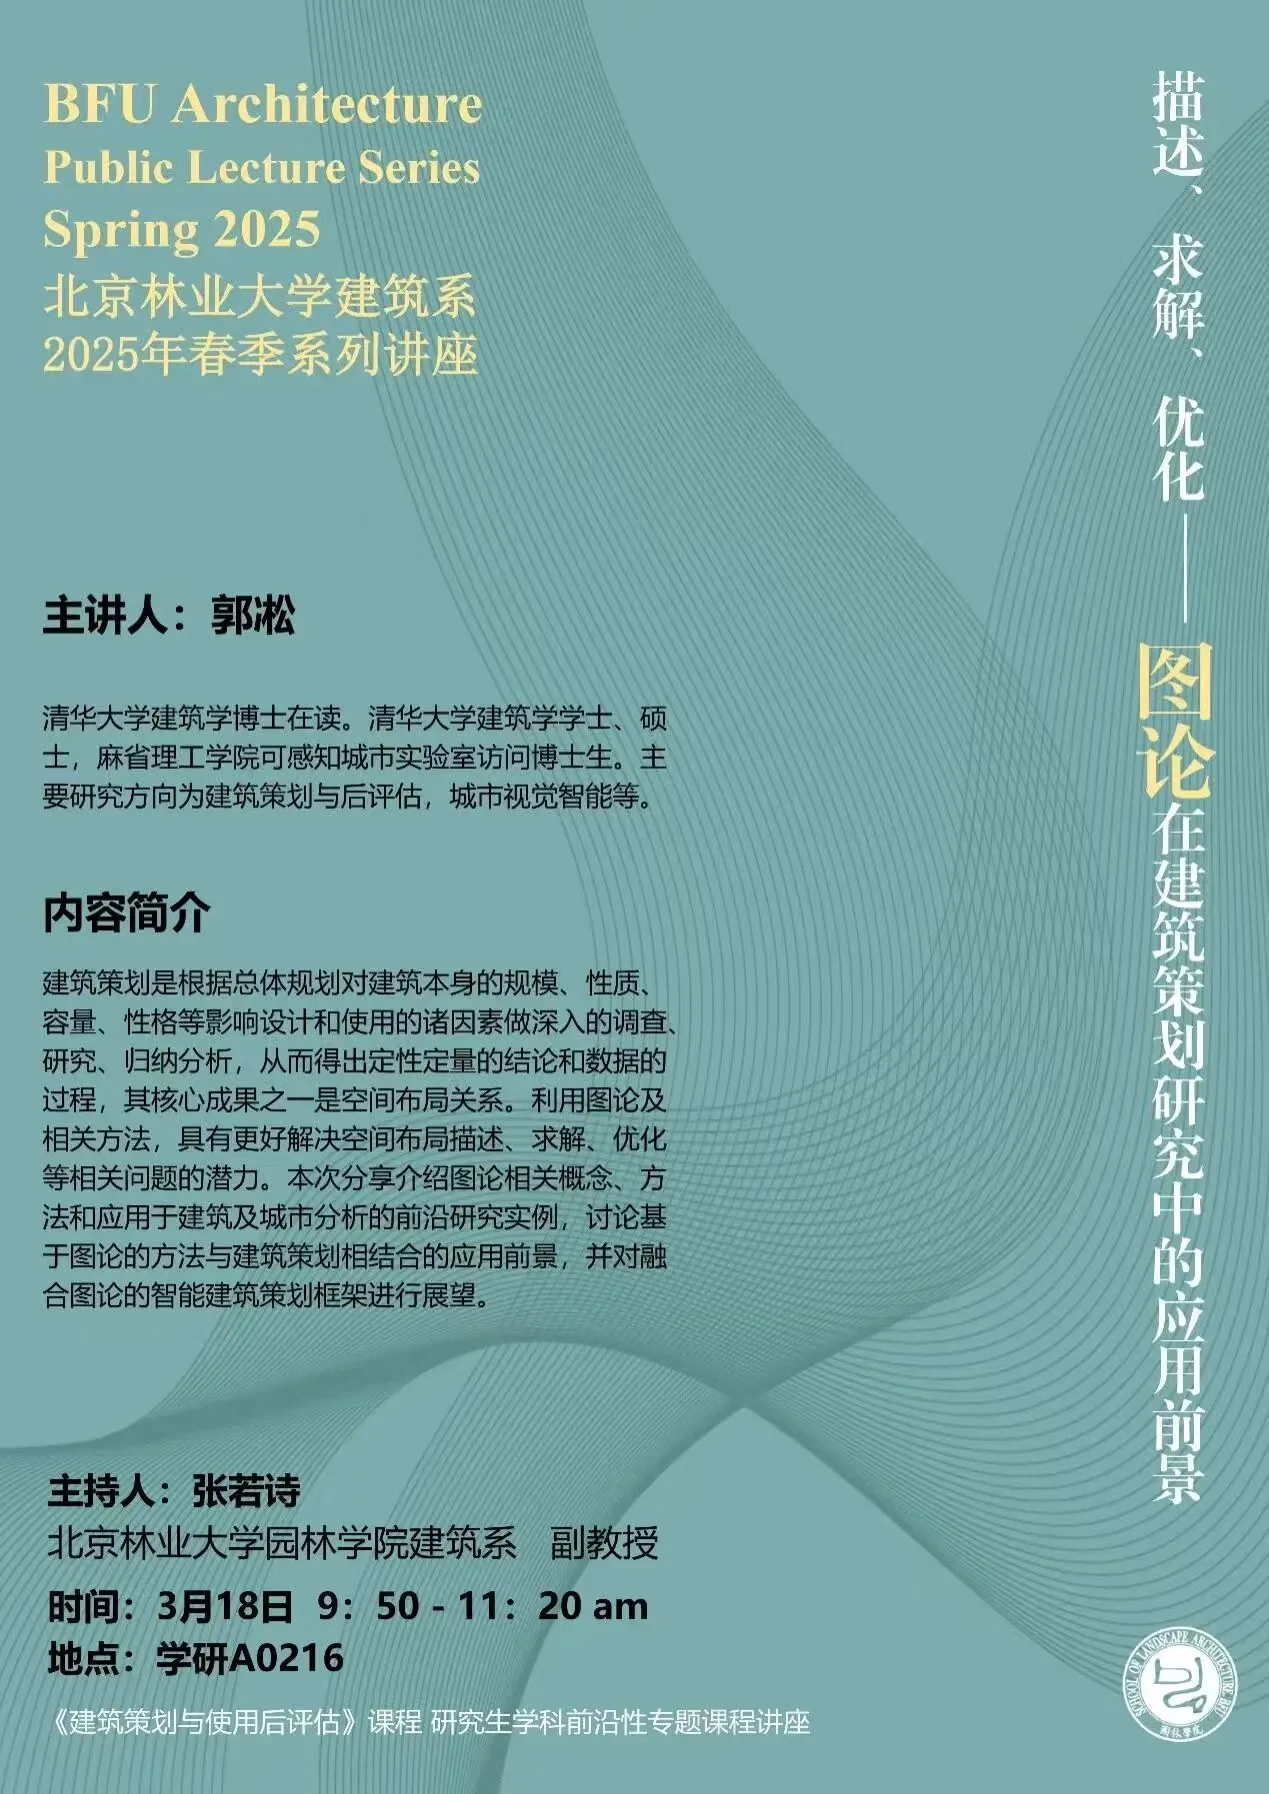 BFU Architecture
Public Lecture Series
Spring 2025
北京林业大学建筑系
2025年春季系列讲座
描述、求解、优化——图论在建筑策划研究中的应用前景
主讲人：郭凇
清华大学建筑学博士在读。清华大学建筑学学士、硕
士，麻省理工学院可感知城市实验室访问博士生。主
要研究方向为建筑策划与后评估，城市视觉智能等。
内容简介
建筑策划是根据总体规划对建筑本身的规模、性质、
容量、性格等影响设计和使用的诸因素做深入的调查、
研究、归纳分析，从而得出定性定量的结论和数据的
过程，其核心成果之一是空间布局关系。利用图论及
相关方法，具有更好解决空间布局描述、求解、优化
等相关问题的潜力。本次分享介绍图论相关概念、方
法和应用于建筑及城市分析的前沿研究实例，讨论基
于图论的方法与建筑策划相结合的应用前景，并对融
合图论的智能建筑策划框架进行展望。
主持人：张若诗
北京林业大学园林学院建筑系 副教授
时间：3月18日 9：50 - 11：20 am
地点：学研A0216
《建筑策划与使用后评估》课程 研究生学科前沿性专题课程讲座
SCHOOL OF LANDSCAPE ARCHITECTURE, BFU
园林學院